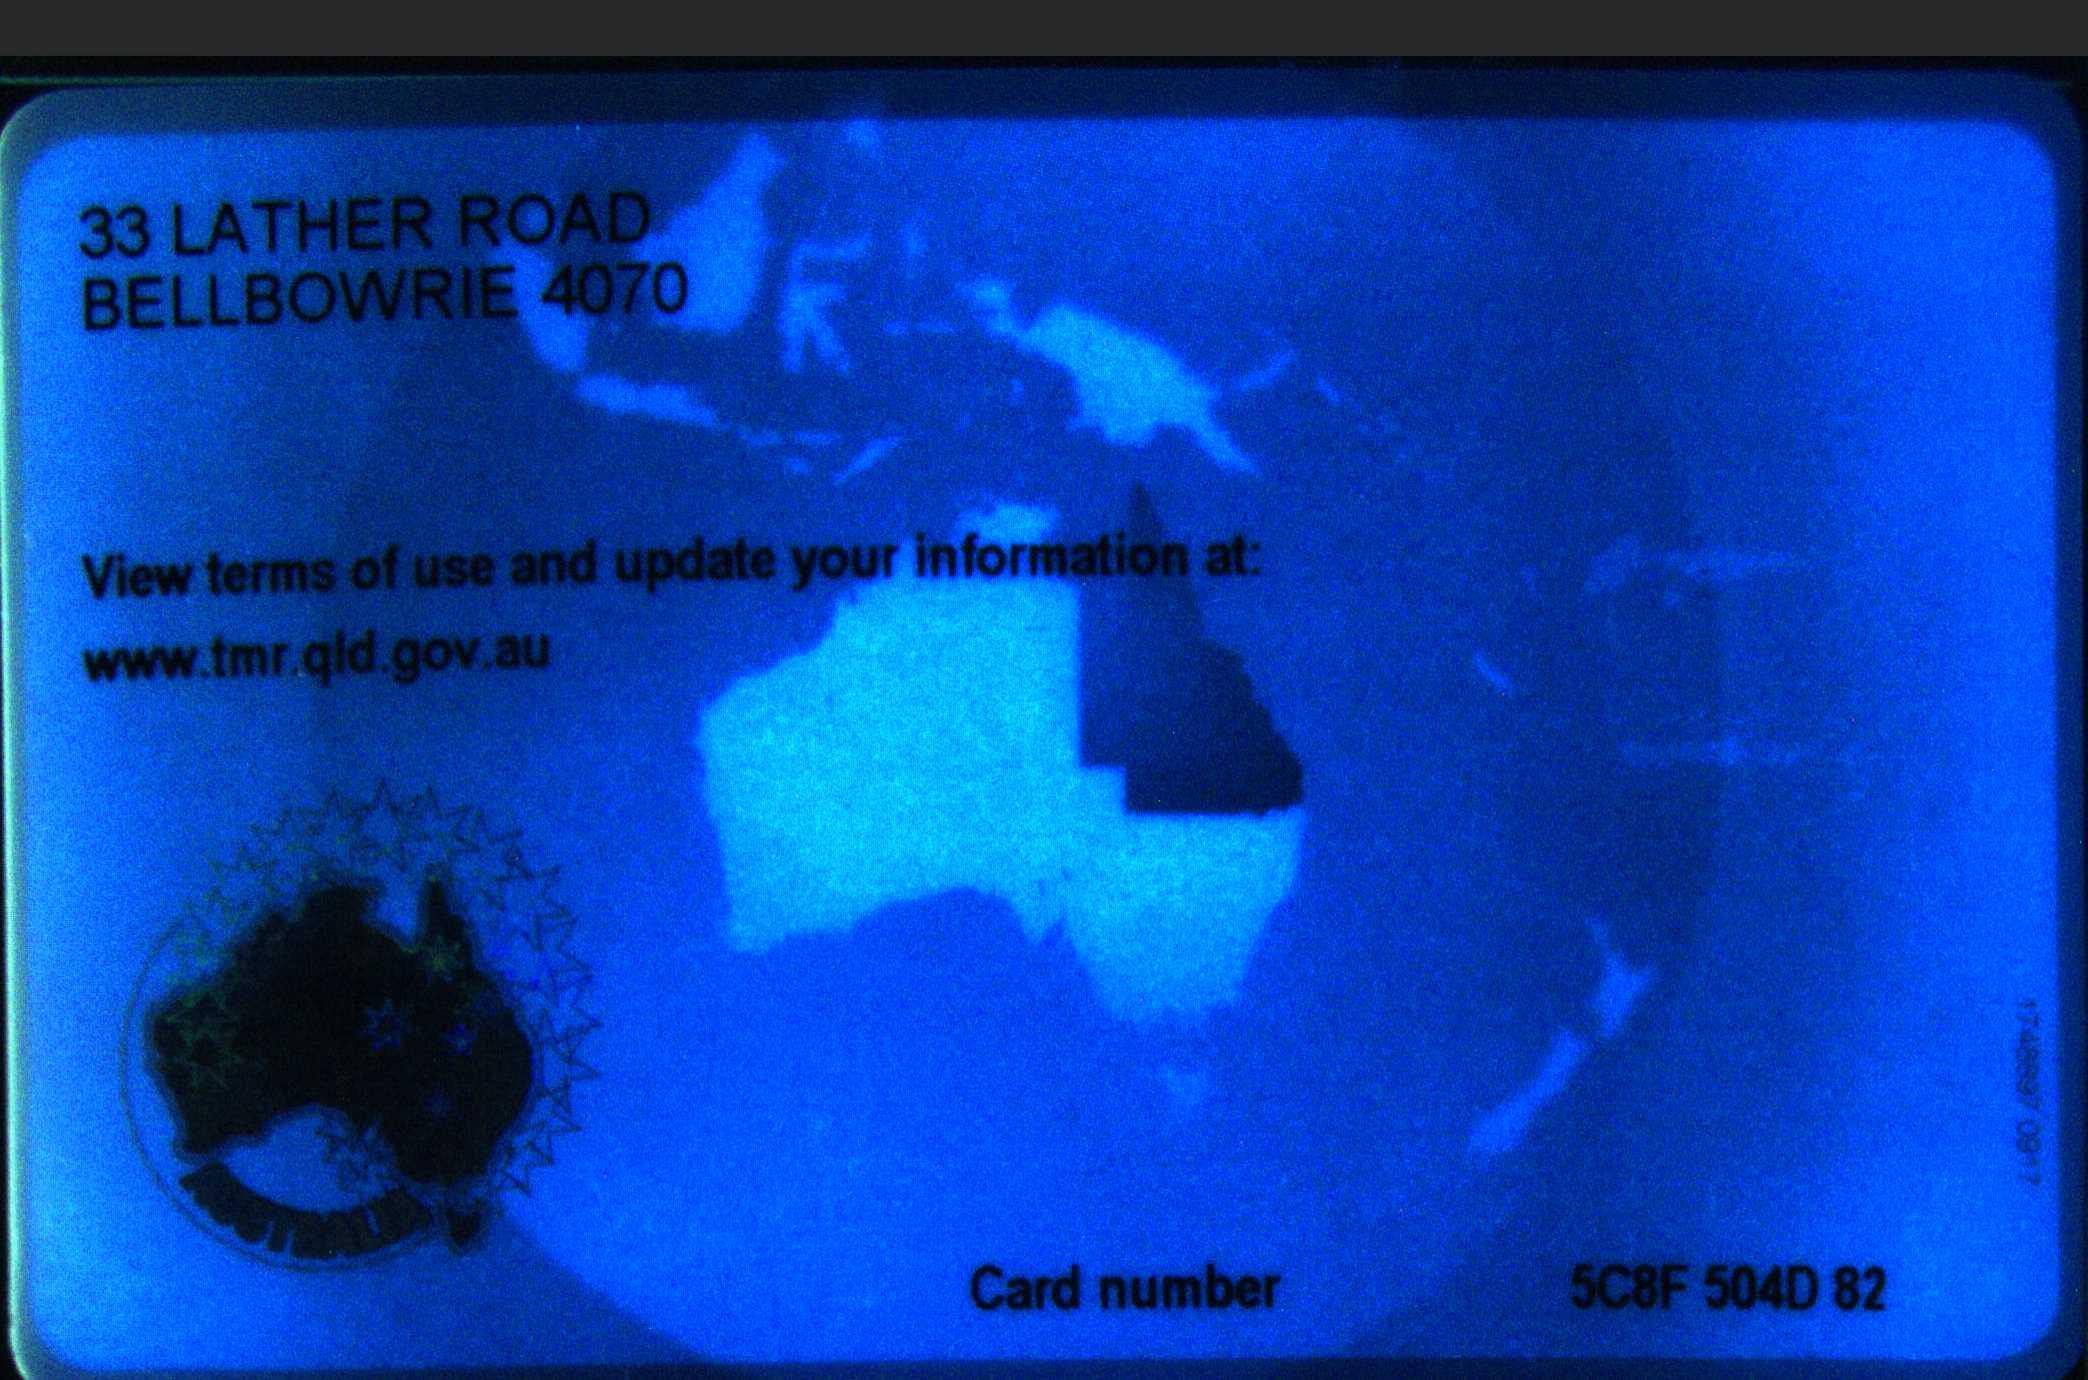 33 LATHER ROAD
BELLBOWRIE 4070
View terms of use and update your information at:
www.tmr.qld.gov.au
Card number 5C8F 504D 82